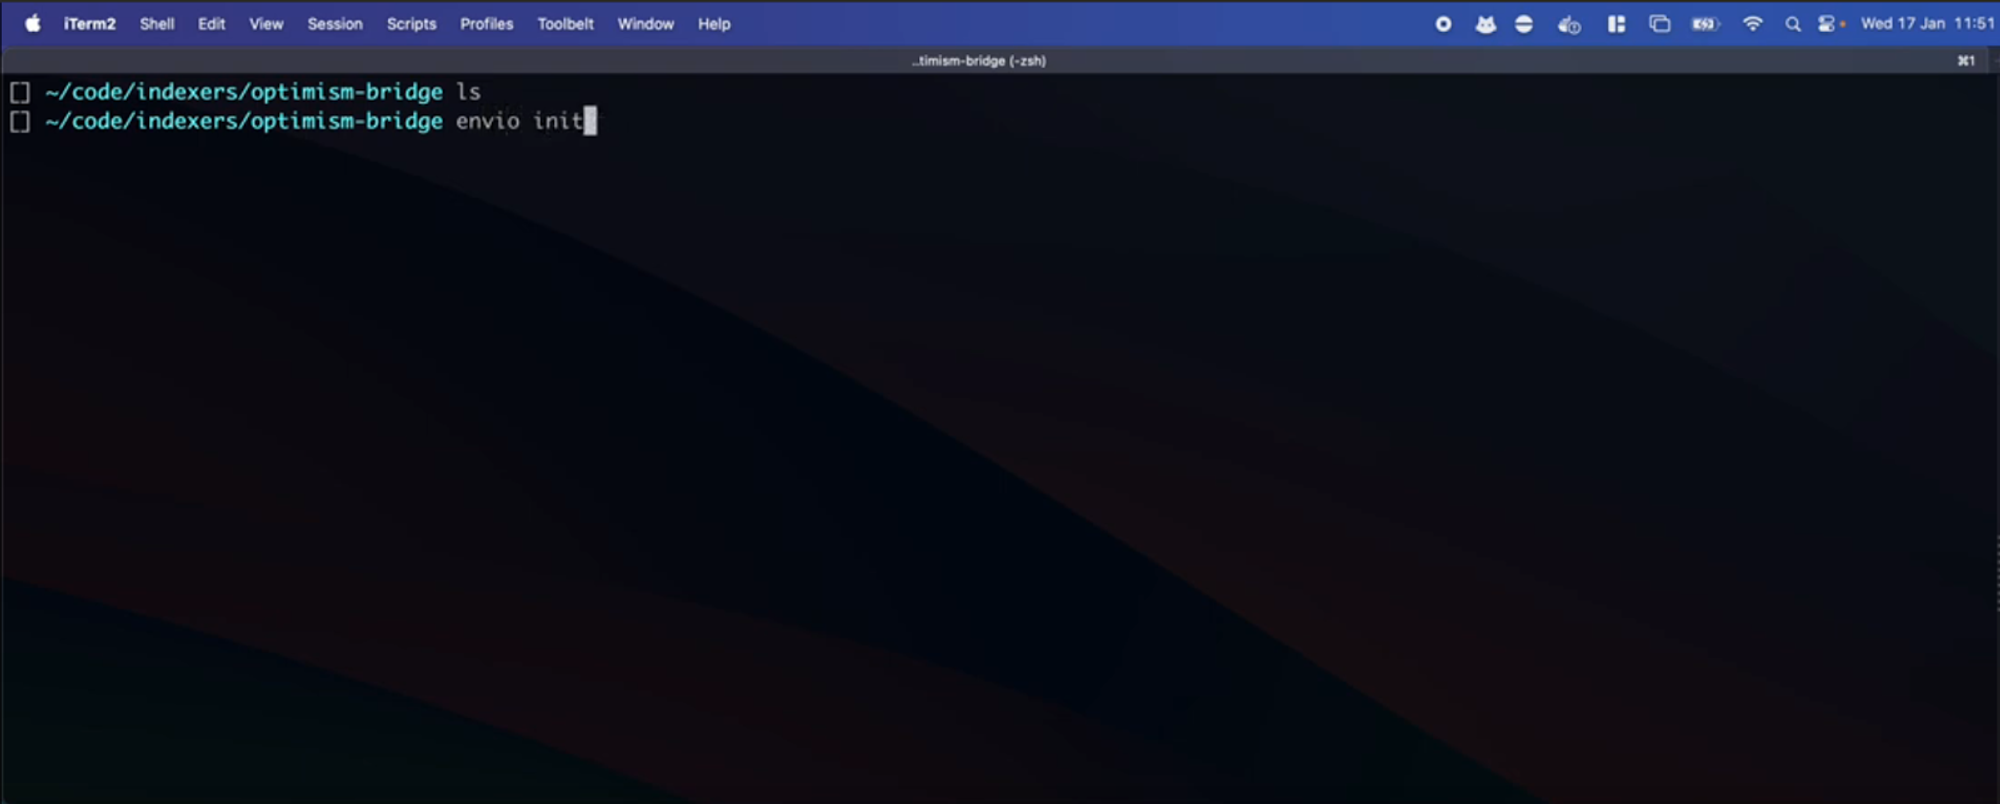 iTerm2 Shell Edit View Session Scripts Profiles Toolbelt Window Help Wed 17 Jan 11:51
..timism-bridge (-zsh) ⌘1
[] ~/code/indexers/optimism-bridge ls
[] ~/code/indexers/optimism-bridge envio init